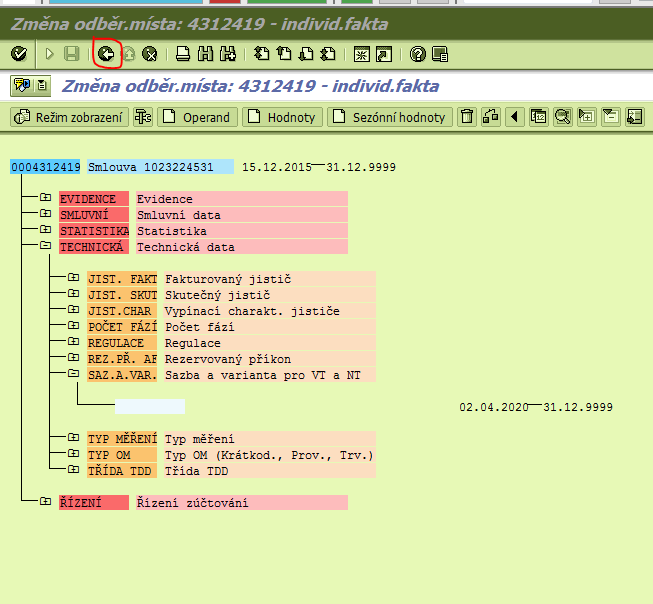 Změna odběr.místa: 4312419 - individ.fakta
Změna odběr.místa: 4312419 - individ.fakta
Režim zobrazení Operand Hodnoty Sezónní hodnoty
0004312419 Smlouva 1023224531 15.12.2015—31.12.9999
EVIDENCE Evidence
SMLUVNÍ Smluvní data
STATISTIKA Statistika
TECHNICKÁ Technická data
JIST. FAKT Fakturovaný jistič
JIST. SKUT Skutečný jistič
JIST.CHAR Vypínací charakt. jističe
POČET FÁZÍ Počet fází
REGULACE Regulace
REZ.PŘ. AF Rezervovaný příkon
SAZ.A.VAR. Sazba a varianta pro VT a NT
02.04.2020—31.12.9999
TYP MĚŘENÍ Typ měření
TYP OM Typ OM (Krátkod., Prov., Trv.)
TŘÍDA TDD Třída TDD
ŘÍZENÍ Řízení zúčtování